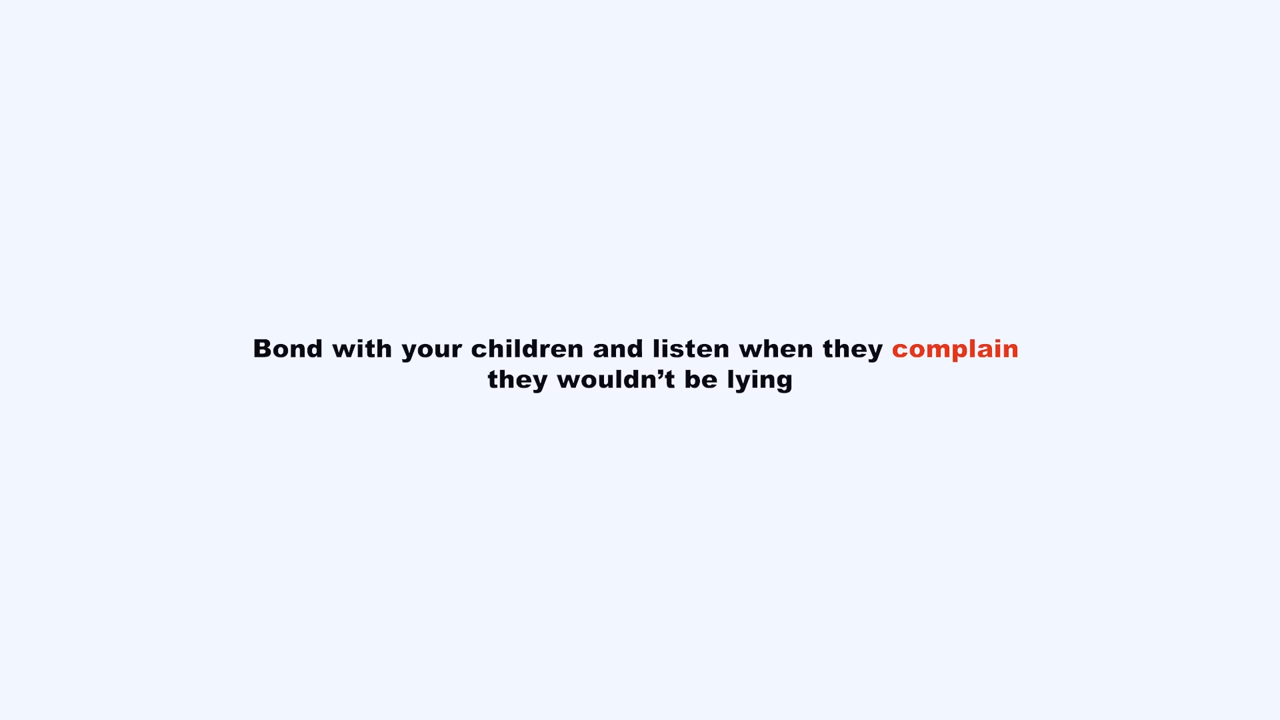 Bond with your children and listen when they complain
they wouldn’t be lying